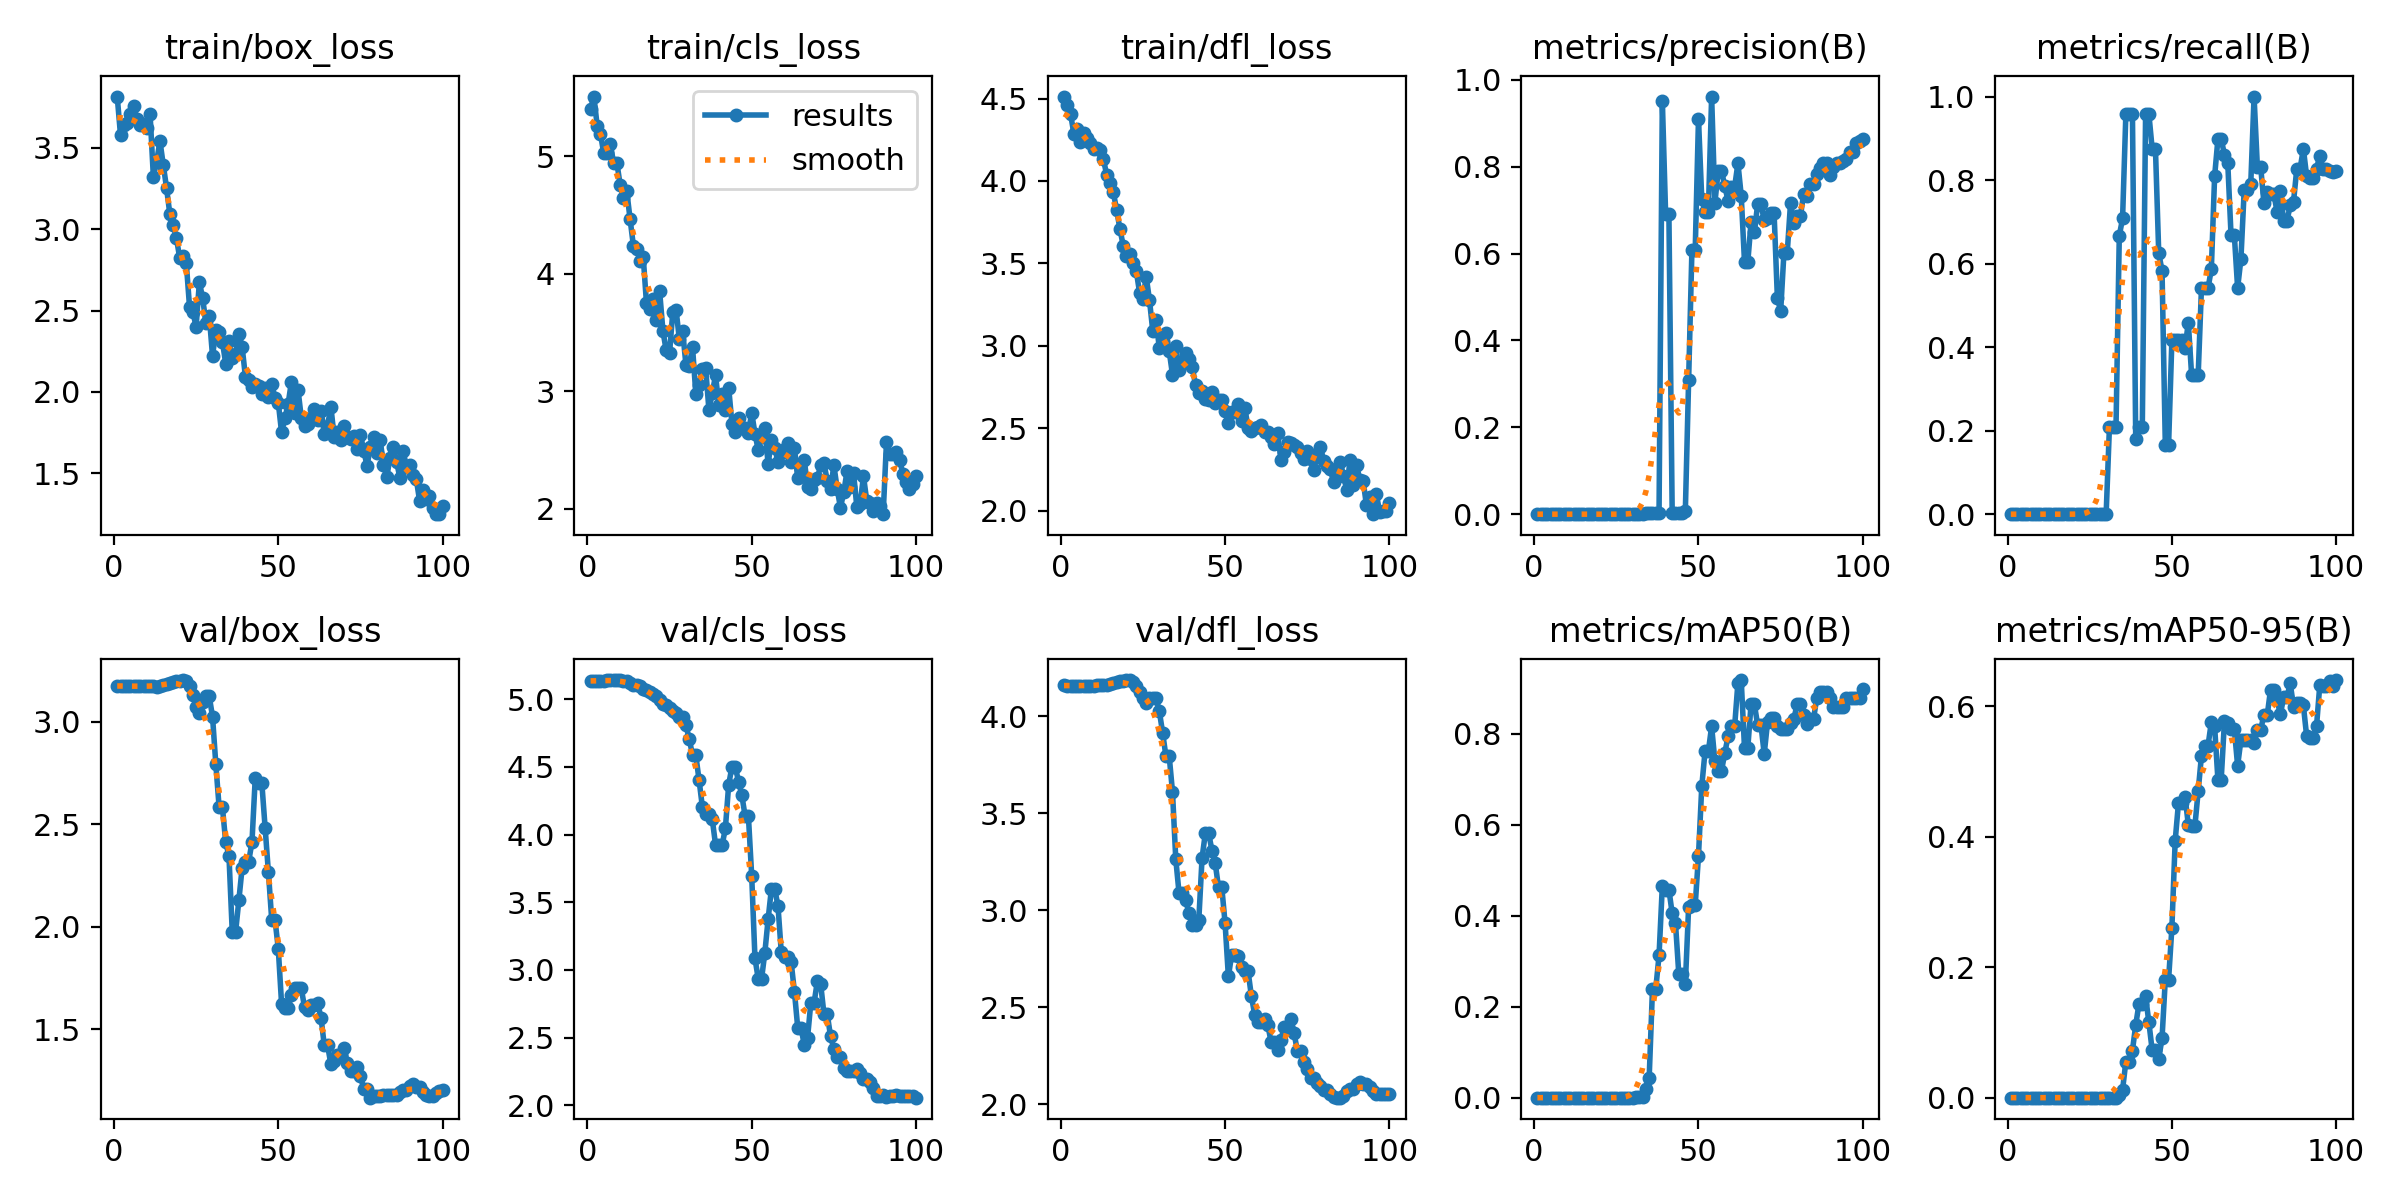 train/box_loss
train/cls_loss
train/dfl_loss
metrics/precision(B)
metrics/recall(B)
3.5
3.0
2.5
2.0
1.5
0 50 100
results
smooth
5
4
3
2
0 50 100
4.5
4.0
3.5
3.0
2.5
2.0
0 50 100
1.0
0.8
0.6
0.4
0.2
0.0
0 50 100
1.0
0.8
0.6
0.4
0.2
0.0
0 50 100
val/box_loss
val/cls_loss
val/dfl_loss
metrics/mAP50(B)
metrics/mAP50-95(B)
3.0
2.5
2.0
1.5
0 50 100
5.0
4.5
4.0
3.5
3.0
2.5
2.0
0 50 100
4.0
3.5
3.0
2.5
2.0
0 50 100
0.8
0.6
0.4
0.2
0.0
0 50 100
0.6
0.4
0.2
0.0
0 50 100